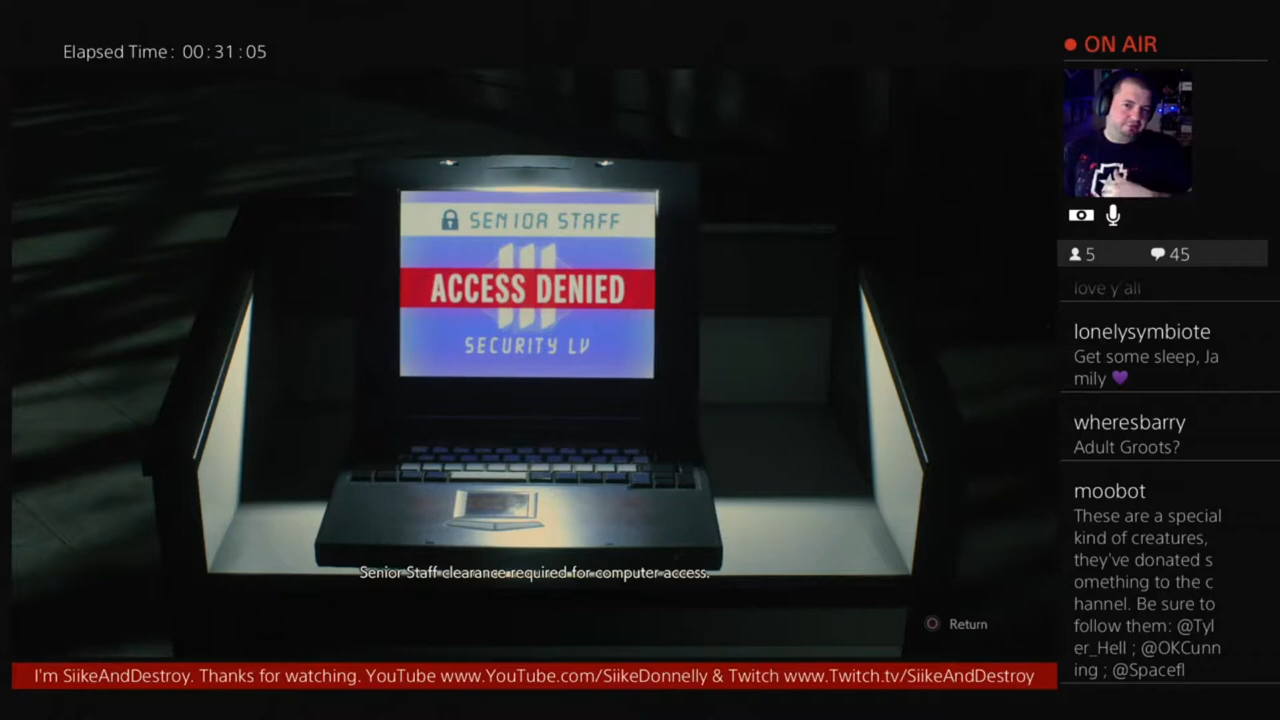 Elapsed Time: 00:31:05
ON AIR
SENIOR STAFF
ACCESS DENIED
SECURITY LV
Senior Staff clearance required for computer access.
Return
5 45
love y'all
lonelysymbiote
Get some sleep, Ja
mily 💜
wheresbarry
Adult Groots?
moobot
These are a special
kind of creatures,
they've donated s
omething to the c
hannel. Be sure to
follow them: @Tyl
er_Hell ; @OKCunn
ing ; @Spacefl
I'm SiikeAndDestroy. Thanks for watching. YouTube www.YouTube.com/SiikeDonnelly & Twitch www.Twitch.tv/SiikeAndDestroy